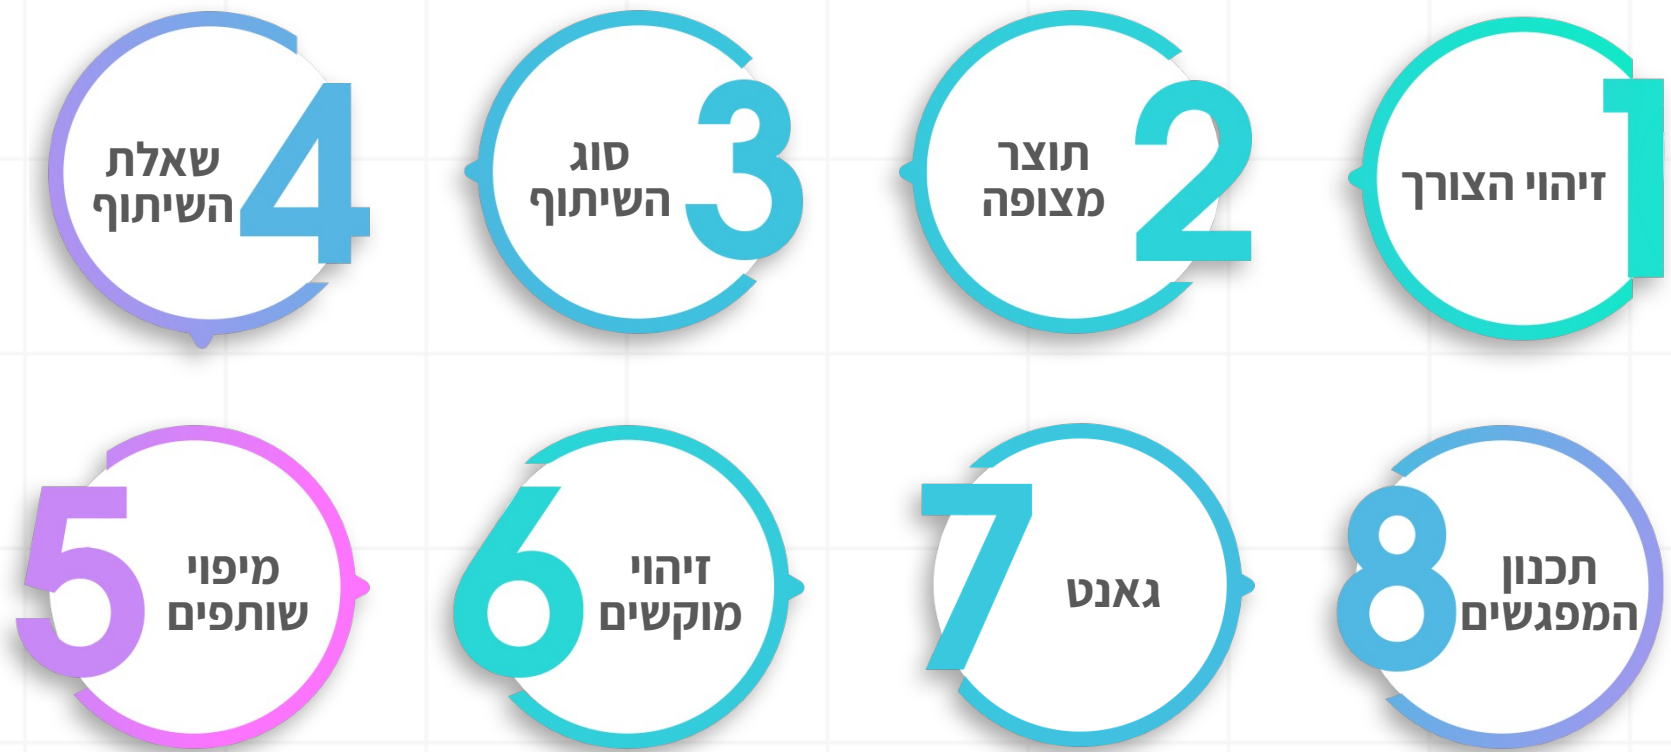 1
זיהוי הצורך
2
תוצר
מצופה
3
סוג
השיתוף
4
שאלת
השיתוף
5
מיפוי
שותפים
6
זיהוי
מוקשים
7
גאנט
8
תכנון
המפגשים